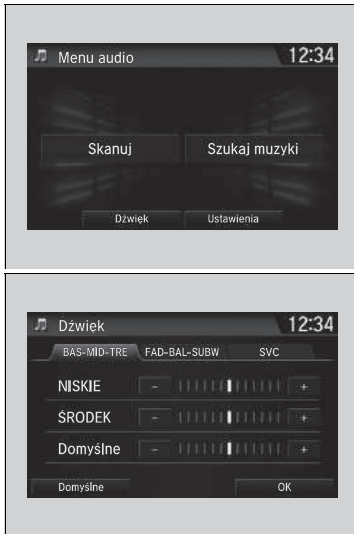 Menu audio 12:34
Skanuj Szukaj muzyki
Dźwięk Ustawienia
Dźwięk 12:34
BAS-MID-TRE FAD-BAL-SUBW SVC
NISKIE - +
ŚRODEK - +
Domyślne - +
Domyślne OK